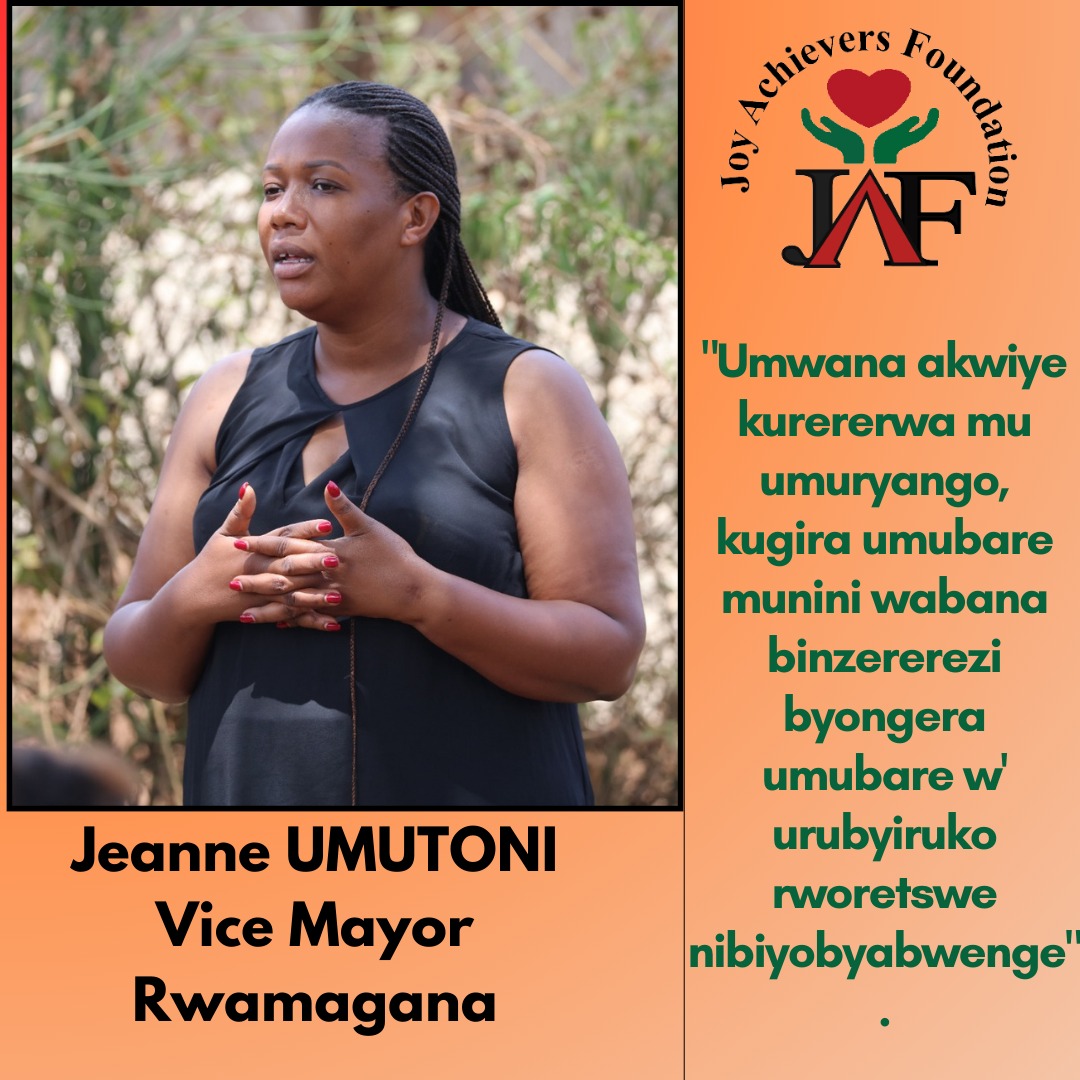 Joy Achievers Foundation
JAF
"Umwana akwiye
kurererwa mu
umuryango,
kugira umubare
munini wabana
binzererezi
byongera
umubare w'
urubyiruko
rworetswe
nibiyobyabwenge"
.
Jeanne UMUTONI
Vice Mayor
Rwamagana